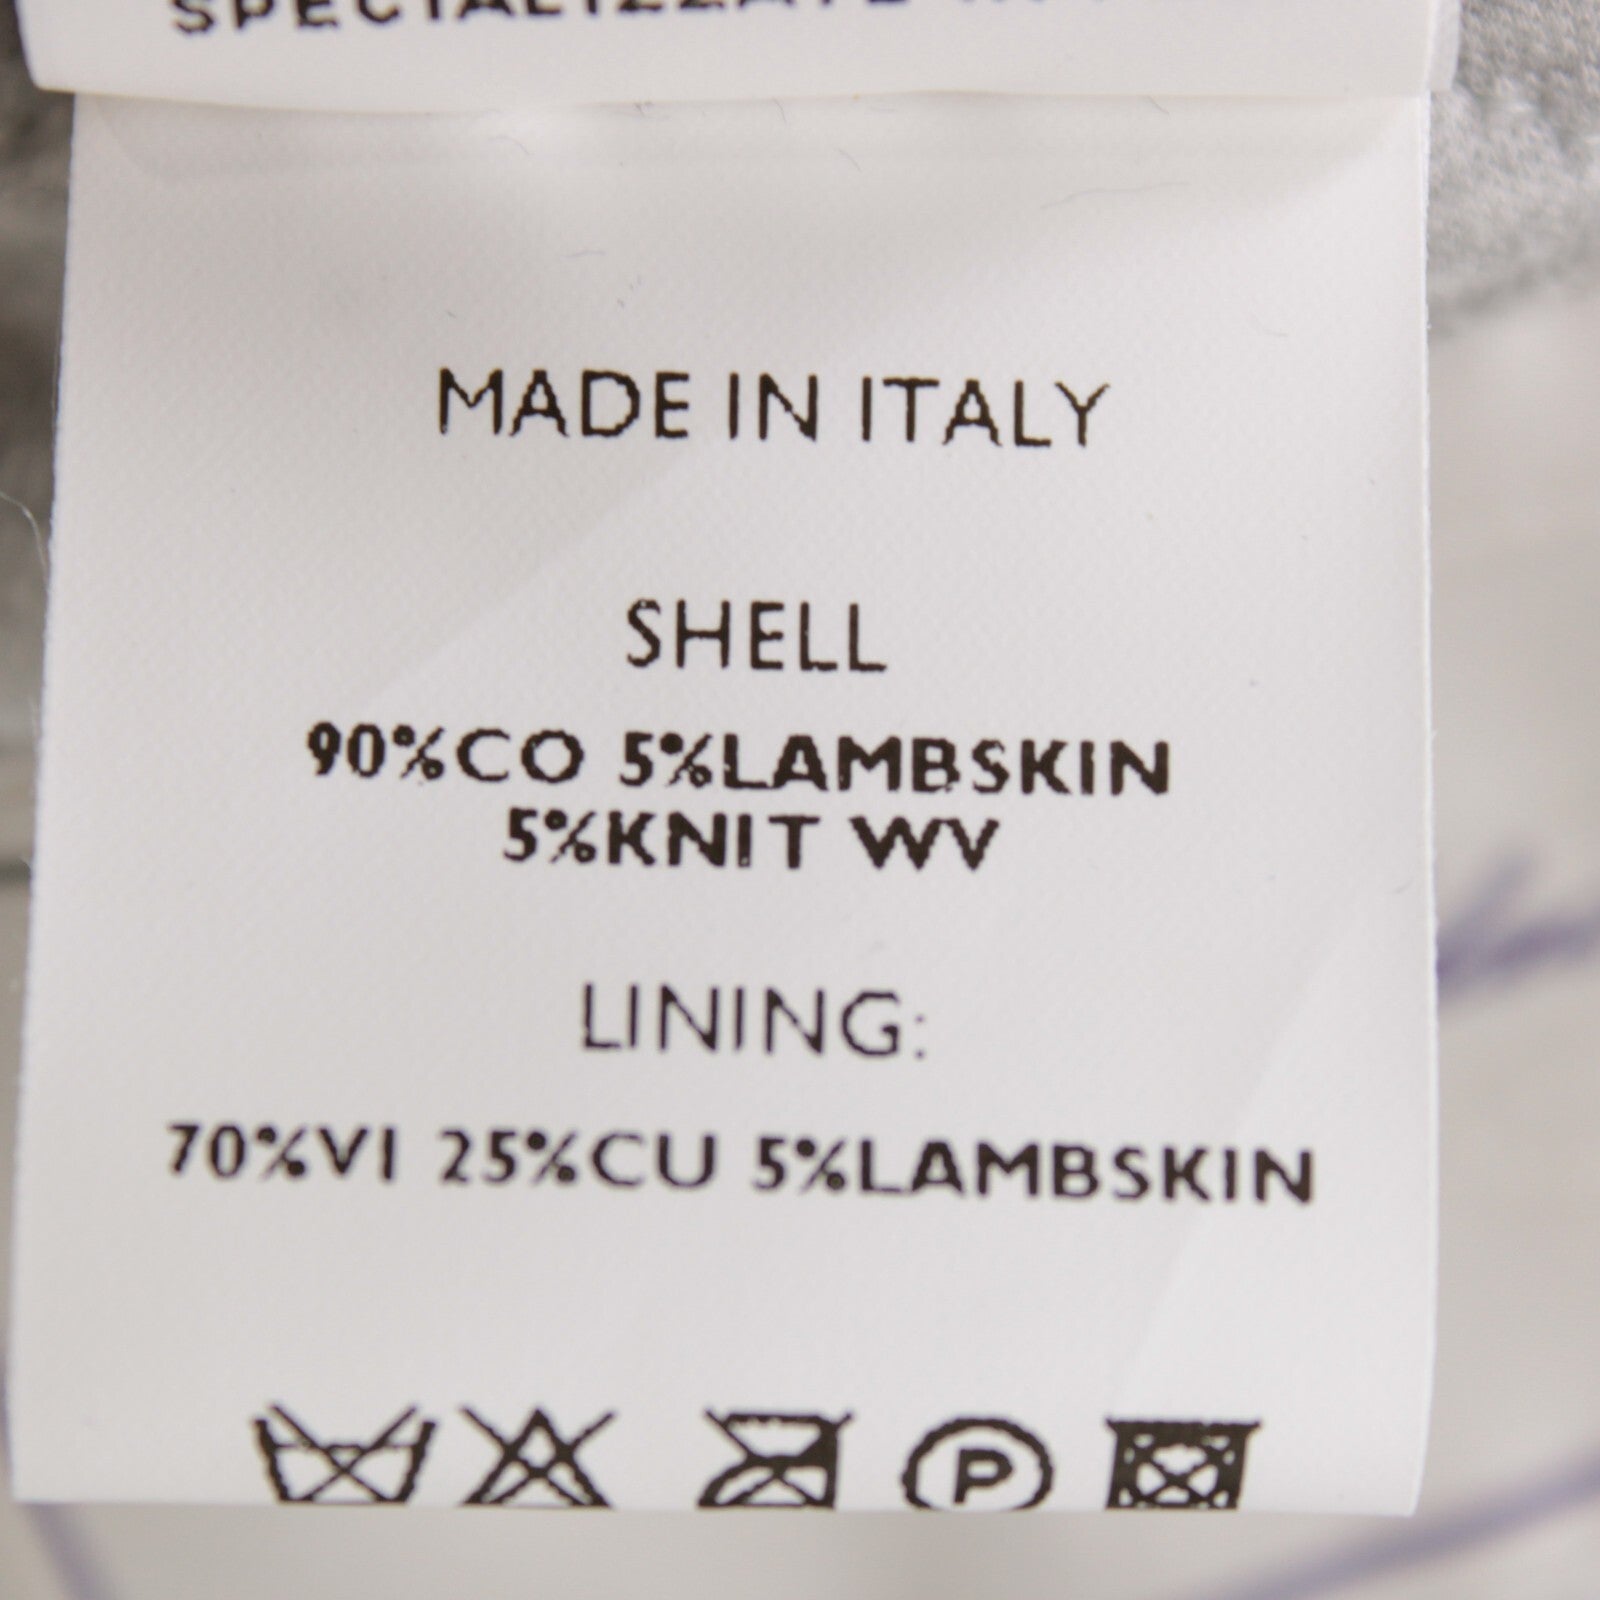 MADE IN ITALY
SHELL
90%CO 5%LAMBSKIN
5%KNIT WV
LINING:
70%VI 25%CU 5%LAMBSKIN
P